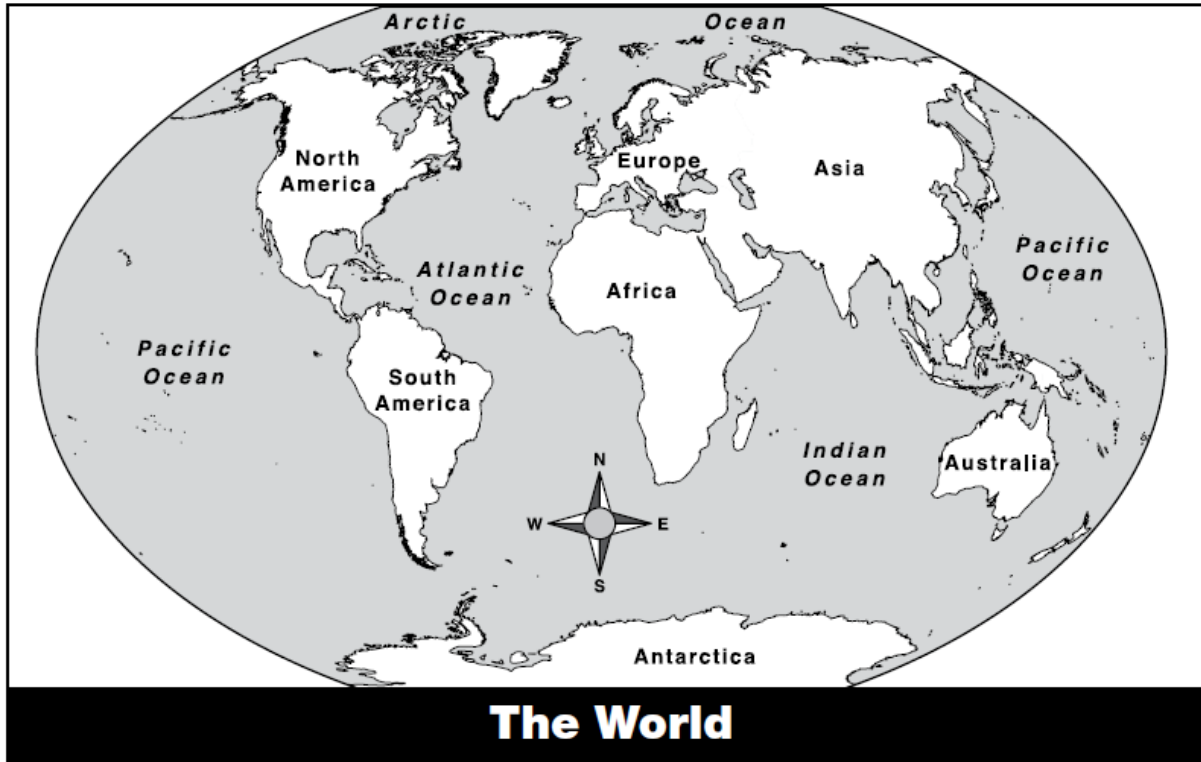 Arctic Ocean
North
America
Europe
Asia
Atlantic
Ocean
Africa
Pacific
Ocean
Pacific
Ocean
South
America
Indian
Ocean
Australia
N
W E
S
Antarctica
The World